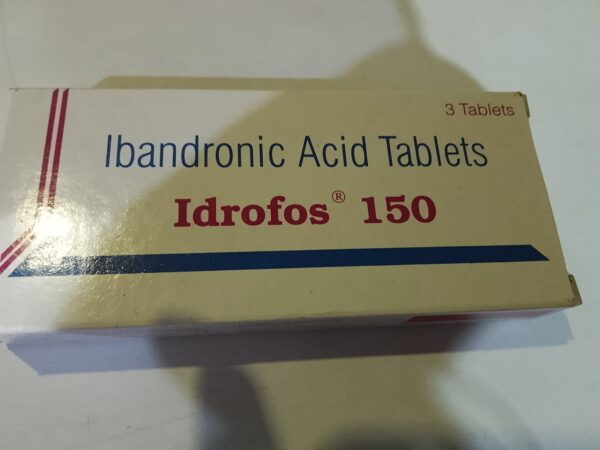 3 Tablets
Ibandronic Acid Tablets
Idrofos® 150